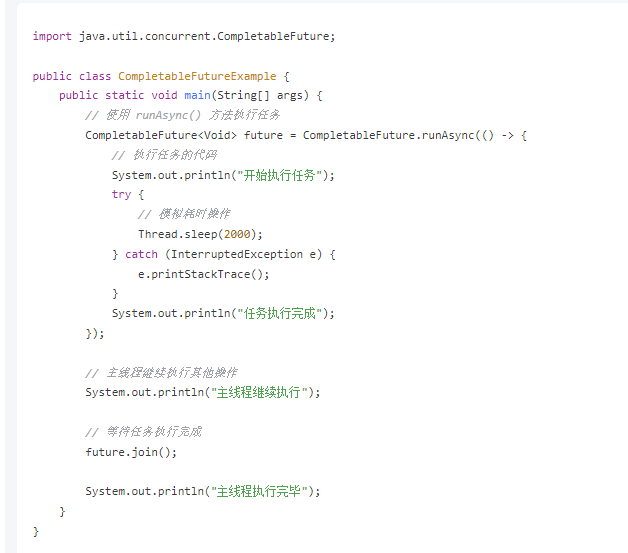 import java.util.concurrent.CompletableFuture;
public class CompletableFutureExample {
public static void main(String[] args) {
// 使用 runAsync() 方法执行任务
CompletableFuture<Void> future = CompletableFuture.runAsync(() -> {
// 执行任务的代码
System.out.println("开始执行任务");
try {
// 模拟耗时操作
Thread.sleep(2000);
} catch (InterruptedException e) {
e.printStackTrace();
}
System.out.println("任务执行完成");
});
// 主线程继续执行其他操作
System.out.println("主线程继续执行");
// 等待任务执行完成
future.join();
System.out.println("主线程执行完毕");
}
}